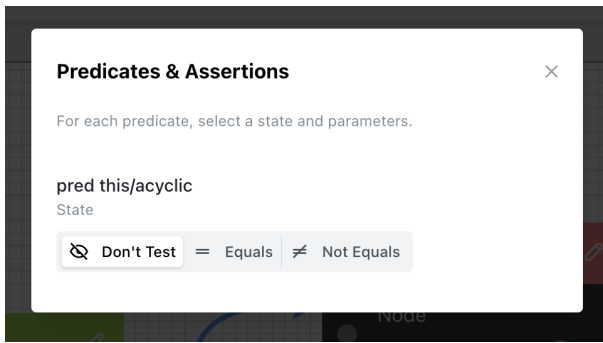 Predicates & Assertions
For each predicate, select a state and parameters.
pred this/acyclic
State
Don't Test = Equals ≠ Not Equals
Node